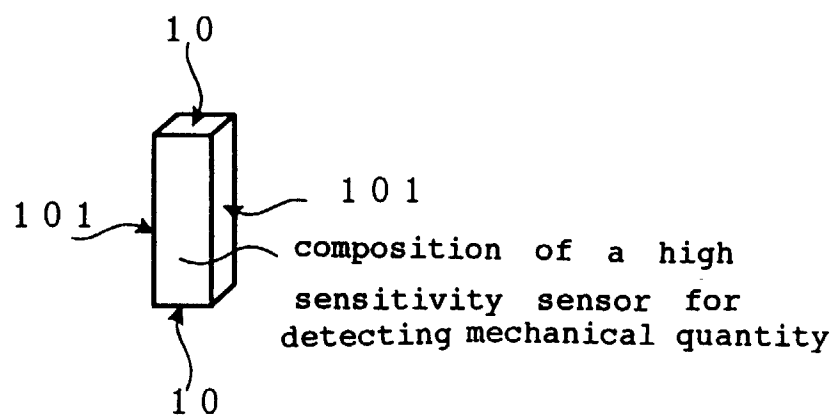 10
101
101
composition of a high
sensitivity sensor for
detecting mechanical quantity
10